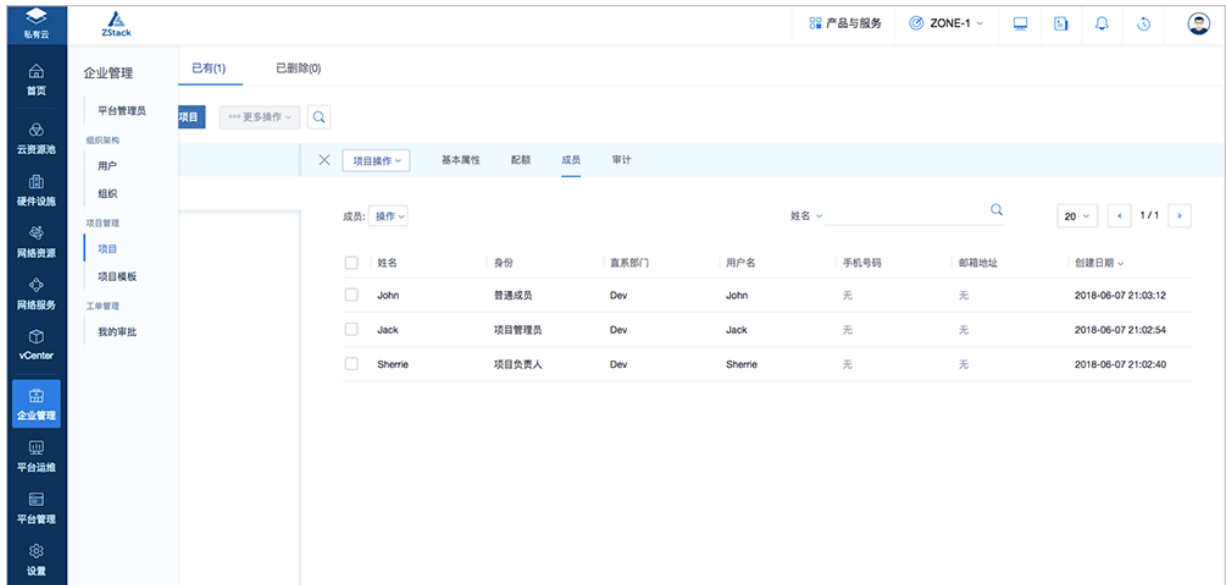 私有云
ZStack
产品与服务
ZONE-1
首页
云资源池
硬件设施
网络资源
网络服务
vCenter
企业管理
平台运维
平台管理
设置
企业管理
平台管理员
组织架构
用户
组织
项目管理
项目
项目模板
工单管理
我的审批
已有(1) 已删除(0)
项目 更多操作
项目操作 基本属性 配额 成员 审计
成员: 操作 姓名 20 1 / 1
姓名 身份 直系部门 用户名 手机号码 邮箱地址 创建日期
John 普通成员 Dev John 无 无 2018-06-07 21:03:12
Jack 项目管理员 Dev Jack 无 无 2018-06-07 21:02:54
Sherrie 项目负责人 Dev Sherrie 无 无 2018-06-07 21:02:40